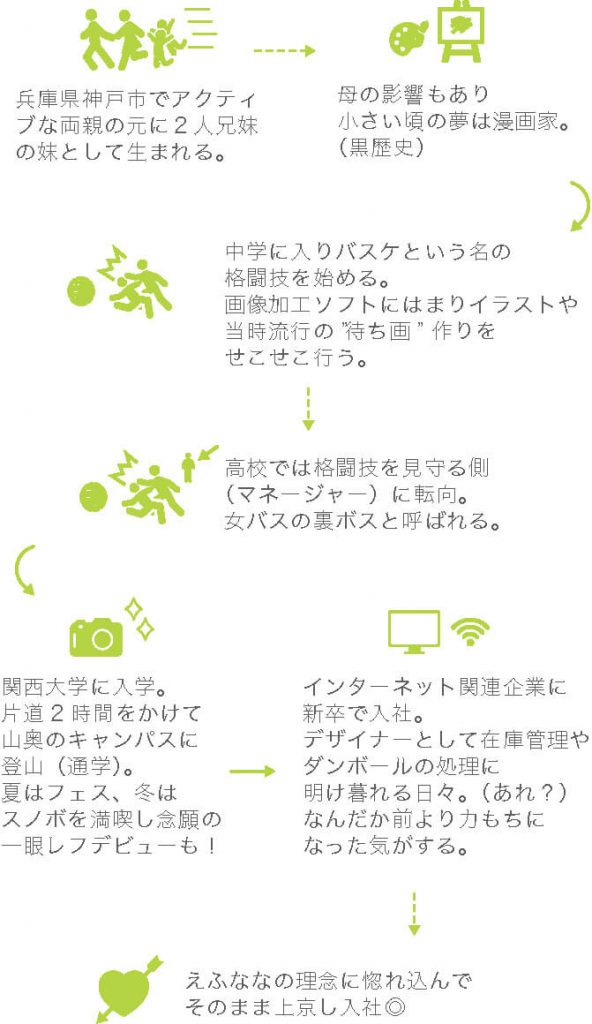 兵庫県神戸市でアクティ
ブな両親の元に2人兄妹
の妹として生まれる。
母の影響もあり
小さい頃の夢は漫画家。
（黒歴史）
中学に入りバスケという名の
格闘技を始める。
画像加工ソフトにはまりイラストや
当時流行の”待ち画”作りを
せこせこ行う。
高校では格闘技を見守る側
（マネージャー）に転向。
女バスの裏ボスと呼ばれる。
関西大学に入学。
片道2時間をかけて
山奥のキャンパスに
登山（通学）。
夏はフェス、冬は
スノボを満喫し念願の
一眼レフデビューも！
インターネット関連企業に
新卒で入社。
デザイナーとして在庫管理や
ダンボールの処理に
明け暮れる日々。（あれ？）
なんだか前より力もちに
なった気がする。
えふななの理念に惚れ込んで
そのまま上京し入社◎